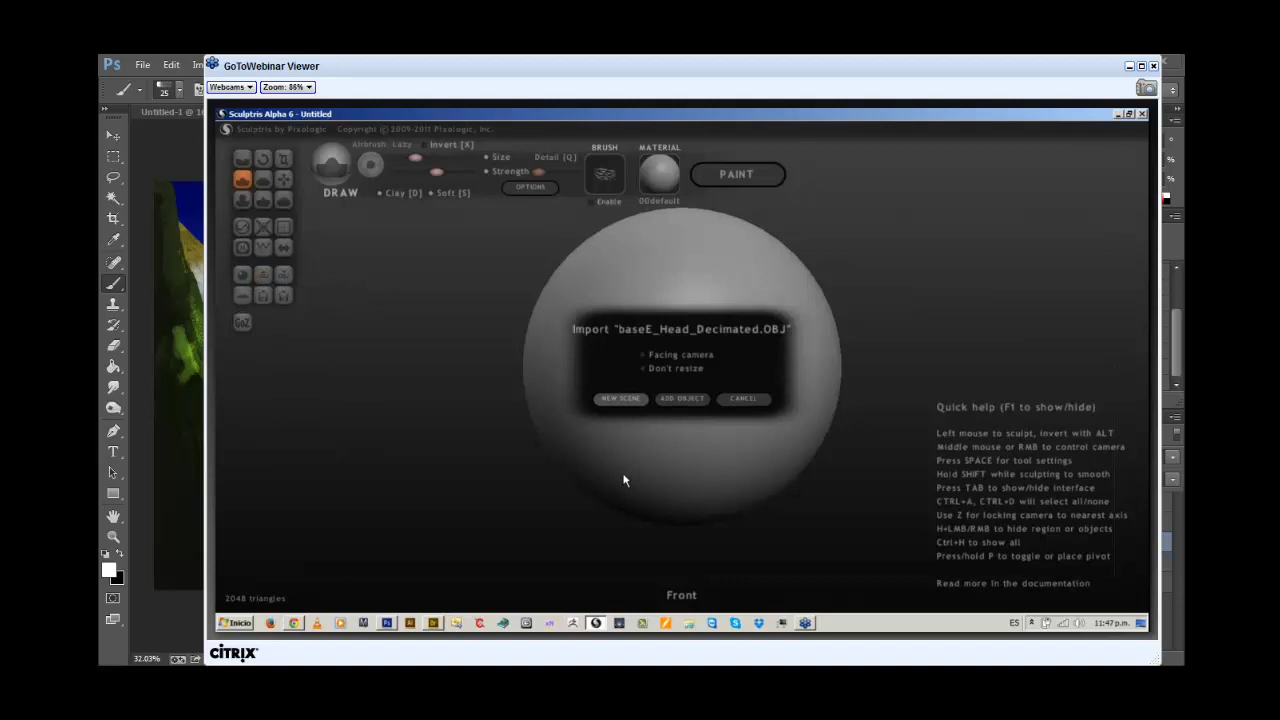 GoToWebinar Viewer
Ps File Edit Im
Webcams Zoom: 86%
25
Untitled-1 @ 1
Sculptris Alpha 6 - Untitled
Sculptris by Pixologic Copyright (C) 2009-2011 Pixologic, Inc.
Airbrush Lazy Invert [X]
BRUSH MATERIAL
Size Detail [Q]
Strength
PAINT
OPTIONS
DRAW Clay [D] Soft [S]
Enable 00default
GoZ
Import "baseE_Head_Decimated.OBJ"
Facing camera
Don't resize
NEW SCENE ADD OBJECT CANCEL
Quick help (F1 to show/hide)
Left mouse to sculpt, invert with ALT
Middle mouse or RMB to control camera
Press SPACE for tool settings
Hold SHIFT while sculpting to smooth
Press TAB to show/hide interface
CTRL+A, CTRL+D will select all/none
Use Z for locking camera to nearest axis
H+LMB/RMB to hide region or objects
Ctrl+H to show all
Press/hold P to toggle or place pivot
Read more in the documentation
Front
2048 triangles
Inicio
ES 11:47 p.m.
CITRIX
32.03%